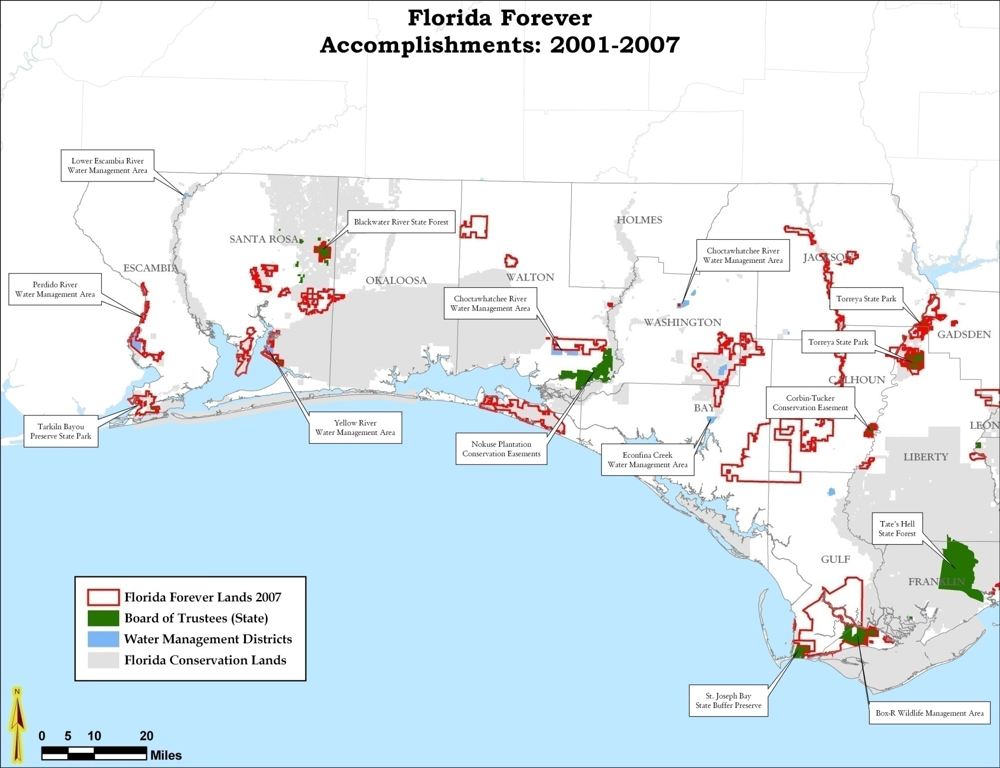 Florida Forever
Accomplishments: 2001-2007
Lower Escambia River
Water Management Area
Blackwater River State Forest
HOLMES
SANTA ROSA
Choctawhatchee River
Water Management Area
JACKSON
ESCAMBIA
OKALOOSA
WALTON
Perdido River
Water Management Area
Choctawhatchee River
Water Management Area
Torreya State Park
WASHINGTON
GADSDEN
Torreya State Park
CALHOUN
Corbin-Tucker
Conservation Easement
BAY
Tarkiln Bayou
Preserve State Park
Yellow River
Water Management Area
LEON
Nokuse Plantation
Conservation Easements
Econfina Creek
Water Management Area
LIBERTY
Tate's Hell
State Forest
GULF
FRANKLIN
Florida Forever Lands 2007
Board of Trustees (State)
Water Management Districts
Florida Conservation Lands
St. Joseph Bay
State Buffer Preserve
Box-R Wildlife Management Area
N
0 5 10 20
Miles